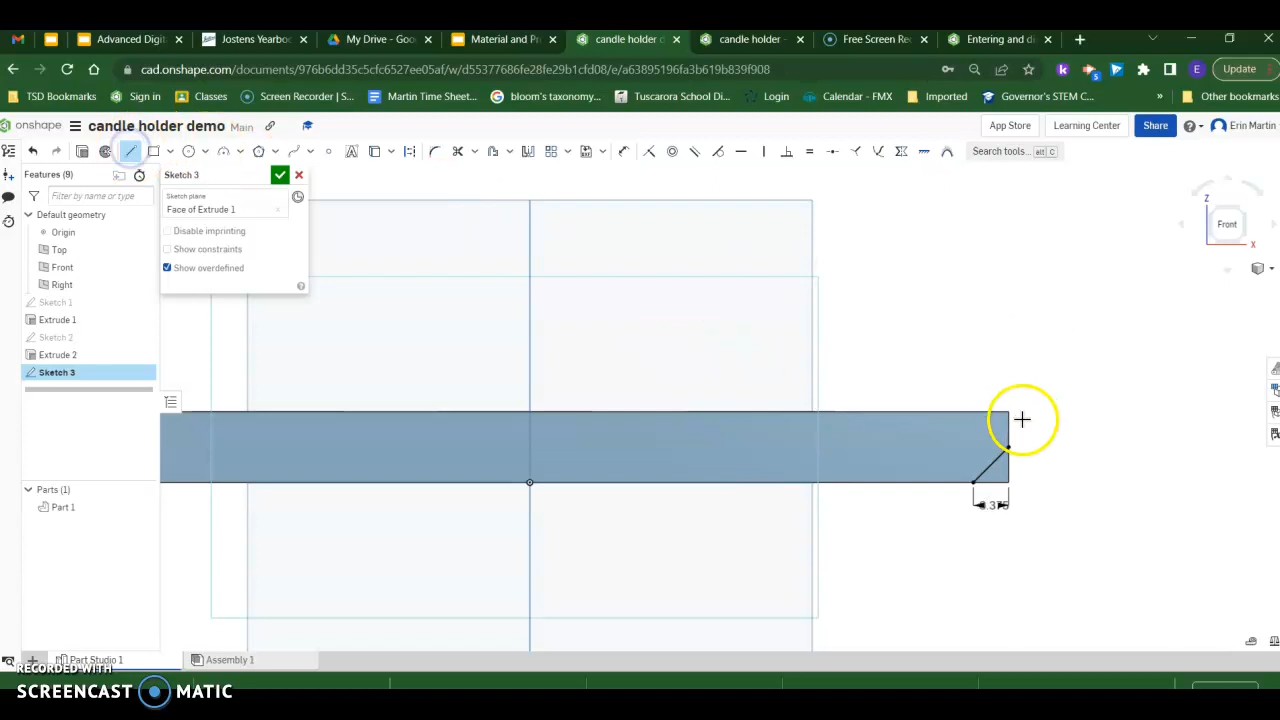 Advanced Digit
Jostens Yearboo
My Drive - Goo
Material and Pro
candle holder d
candle holder -
Free Screen Rec
Entering and di
cad.onshape.com/documents/976b6dd35c5cfc6527ee05af/w/d55377686fe28fe29b1cfd08/e/a63895196fa3b619b839f908
5
E
Update
TSD Bookmarks
Sign in
Classes
Screen Recorder | S...
Martin Time Sheet...
bloom's taxonomy...
Tuscarora School Di...
Login
Calendar - FMX
Imported
Governor's STEM C...
»
Other bookmarks
onshape
candle holder demo
Main
App Store
Learning Center
Share
Erin Martin
Search tools...
alt C
Features (9)
Filter by name or type
Default geometry
Origin
Top
Front
Right
Sketch 1
Extrude 1
Sketch 2
Extrude 2
Sketch 3
Parts (1)
Part 1
Sketch 3
Sketch plane
Face of Extrude 1
Disable imprinting
Show constraints
Show overdefined
Z
Front
X
Part Studio 1
Assembly 1
RECORDED WITH
SCREENCAST MATIC